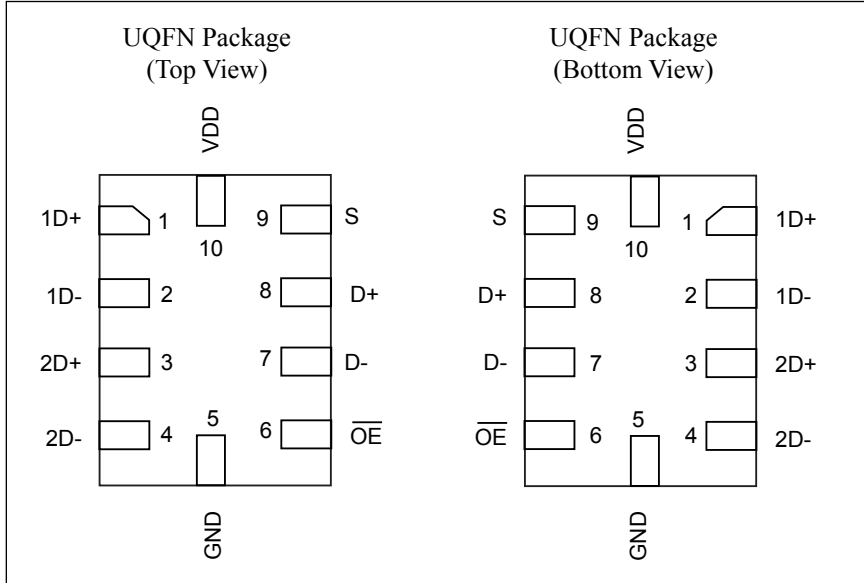 UQFN Package
(Top View)
VDD
1D+ 1 9 S
10
1D- 2 8 D+
2D+ 3 7 D-
5
2D- 4 6 O̅E̅
GND
UQFN Package
(Bottom View)
VDD
S 9 1 1D+
10
D+ 8 2 1D-
D- 7 3 2D+
5
O̅E̅ 6 4 2D-
GND